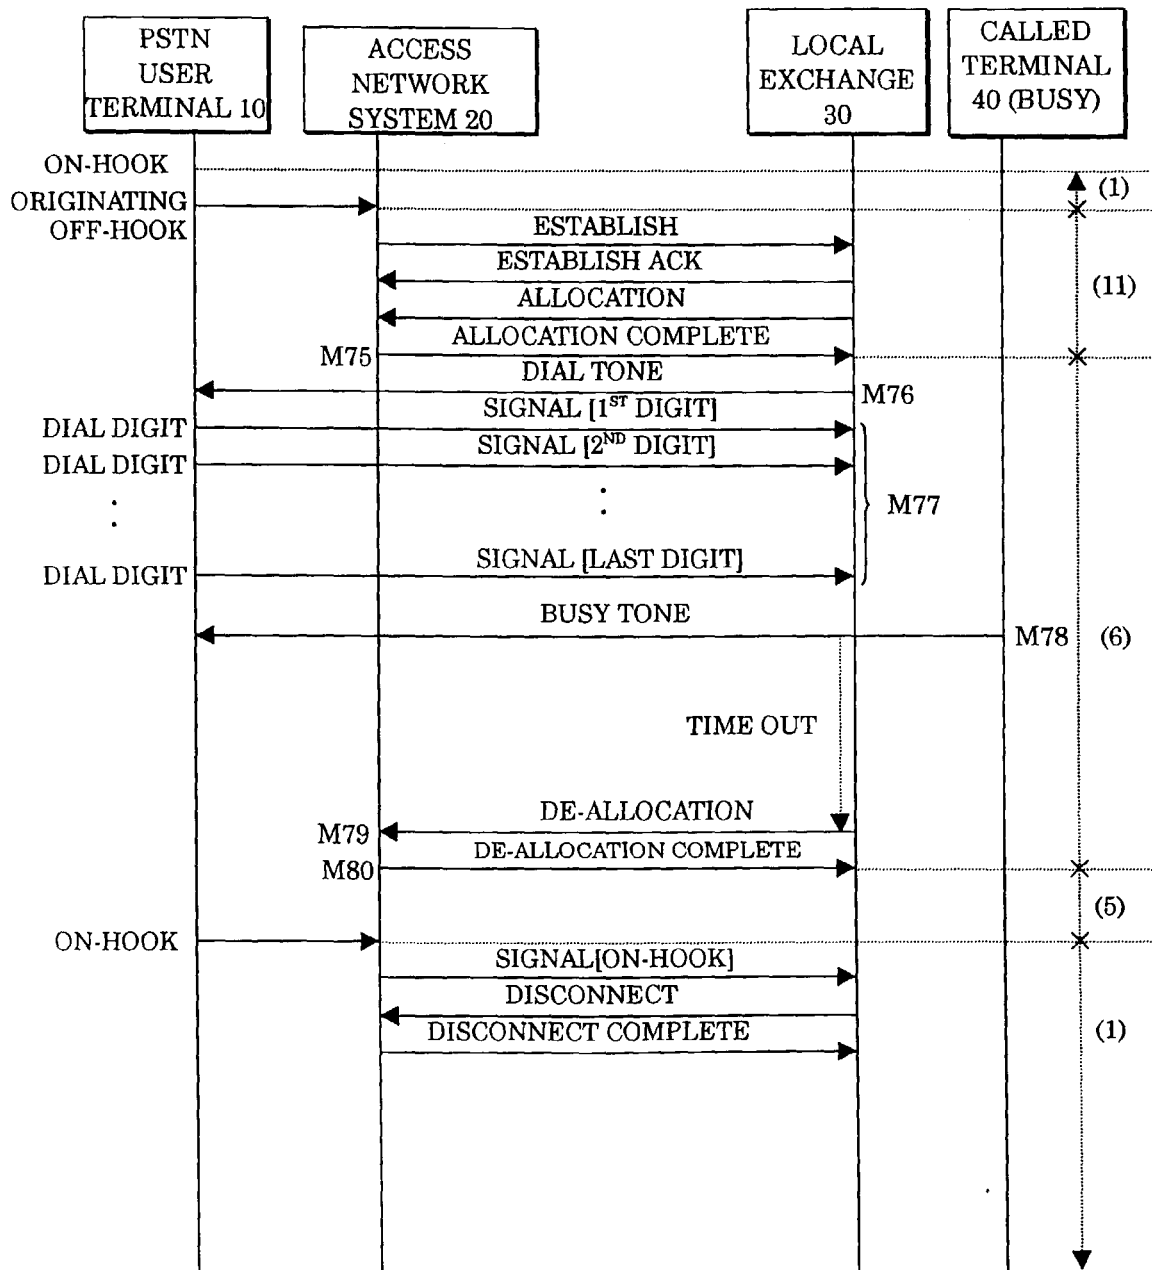 PSTN
USER
TERMINAL 10
ACCESS
NETWORK
SYSTEM 20
LOCAL
EXCHANGE
30
CALLED
TERMINAL
40 (BUSY)
ON-HOOK
(1)
ORIGINATING
OFF-HOOK
ESTABLISH
ESTABLISH ACK
(11)
ALLOCATION
ALLOCATION COMPLETE
M75
DIAL TONE
M76
SIGNAL [1ST DIGIT]
DIAL DIGIT
SIGNAL [2ND DIGIT]
DIAL DIGIT
M77
SIGNAL [LAST DIGIT]
DIAL DIGIT
BUSY TONE
M78
(6)
TIME OUT
DE-ALLOCATION
M79
DE-ALLOCATION COMPLETE
M80
(5)
ON-HOOK
SIGNAL[ON-HOOK]
DISCONNECT
DISCONNECT COMPLETE
(1)